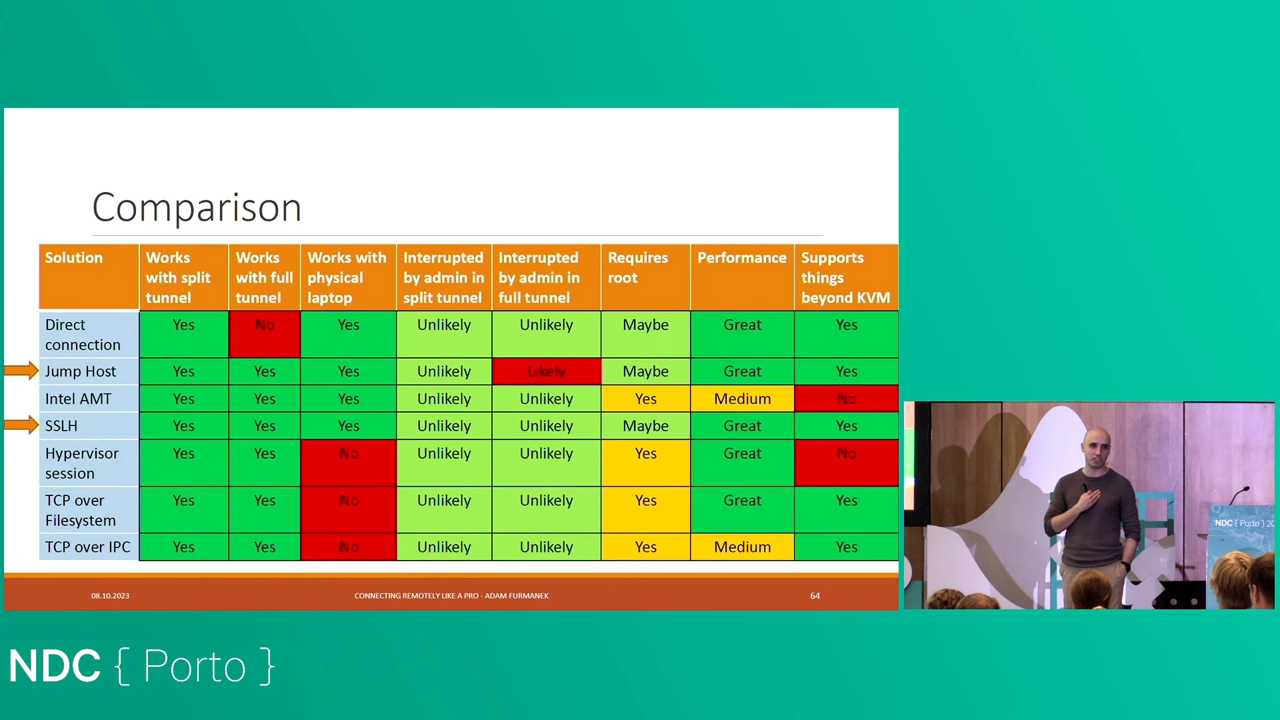 Comparison
Solution
Works with split tunnel
Works with full tunnel
Works with physical laptop
Interrupted by admin in split tunnel
Interrupted by admin in full tunnel
Requires root
Performance
Supports things beyond KVM
Direct connection
Yes
No
Yes
Unlikely
Unlikely
Maybe
Great
Yes
Jump Host
Yes
Yes
Yes
Unlikely
Likely
Maybe
Great
Yes
Intel AMT
Yes
Yes
Yes
Unlikely
Unlikely
Yes
Medium
No
SSLH
Yes
Yes
Yes
Unlikely
Unlikely
Maybe
Great
Yes
Hypervisor session
Yes
Yes
No
Unlikely
Unlikely
Yes
Great
No
TCP over Filesystem
Yes
Yes
No
Unlikely
Unlikely
Yes
Great
Yes
TCP over IPC
Yes
Yes
No
Unlikely
Unlikely
Yes
Medium
Yes
08.10.2023
CONNECTING REMOTELY LIKE A PRO - ADAM FURMANEK
64
NDC { Porto }
NDC { Porto }